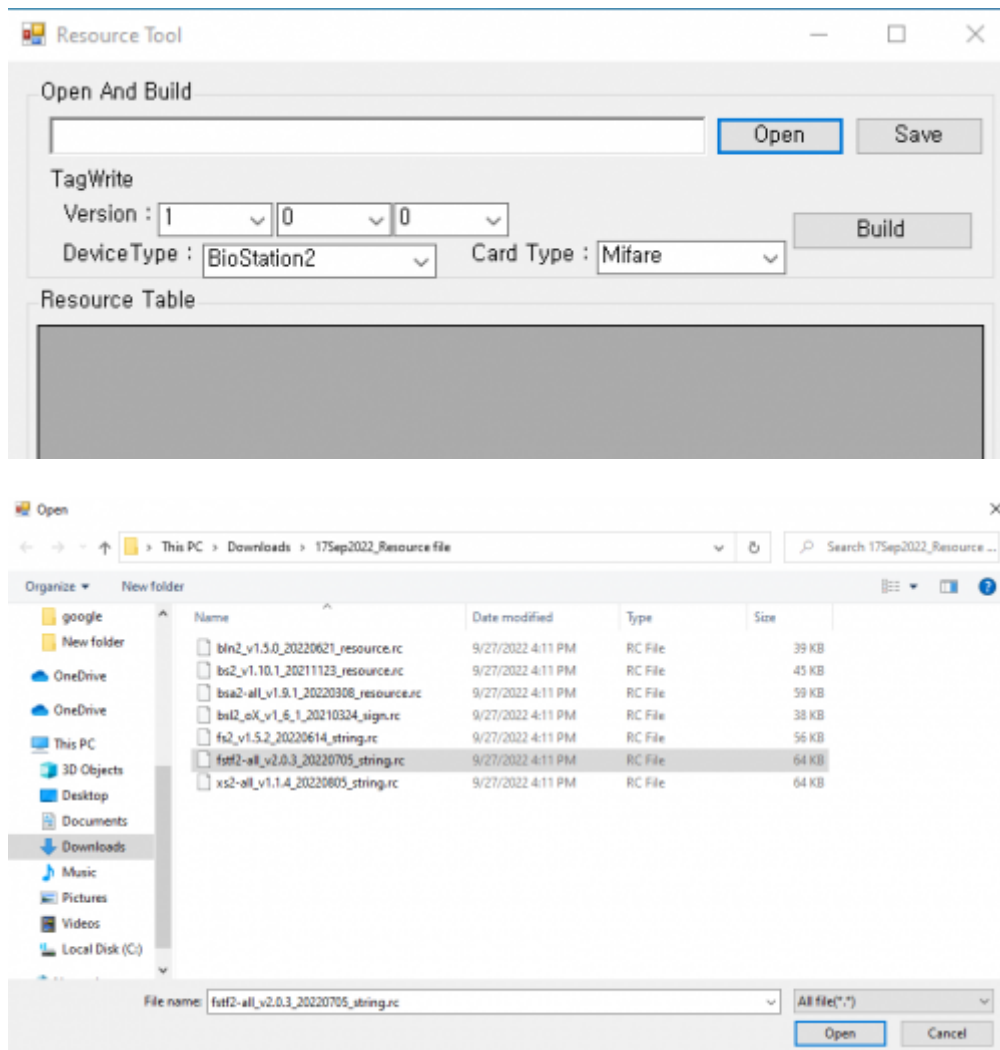 Resource Tool
Open And Build
Open Save
TagWrite
Version : 1 0 0
Build
DeviceType : BioStation2 Card Type : Mifare
Resource Table
Open
This PC > Downloads > 17Sep2022_Resource file
Search 17Sep2022_Resource ...
Organize New folder
google
New folder
OneDrive
OneDrive
This PC
3D Objects
Desktop
Documents
Downloads
Music
Pictures
Videos
Local Disk (C:)
Name Date modified Type Size
bln2_v1.5.0_20220621_resource.rc 9/27/2022 4:11 PM RC File 39 KB
bs2_v1.10.1_20211123_resource.rc 9/27/2022 4:11 PM RC File 45 KB
bsa2-all_v1.9.1_20220308_resource.rc 9/27/2022 4:11 PM RC File 59 KB
bsl2_oX_v1_6_1_20210324_sign.rc 9/27/2022 4:11 PM RC File 38 KB
fs2_v1.5.2_20220614_string.rc 9/27/2022 4:11 PM RC File 56 KB
fstf2-all_v2.0.3_20220705_string.rc 9/27/2022 4:11 PM RC File 64 KB
xs2-all_v1.1.4_20220805_string.rc 9/27/2022 4:11 PM RC File 64 KB
File name: fstf2-all_v2.0.3_20220705_string.rc All file(*.*)
Open Cancel